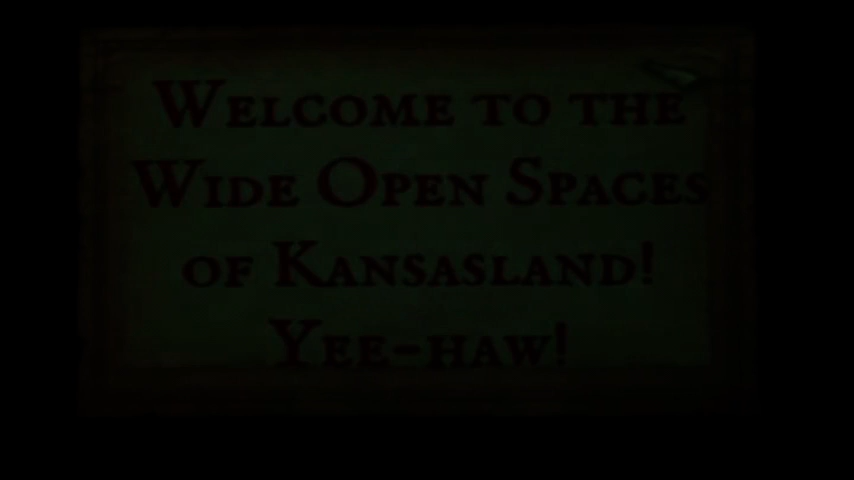 Welcome to the
Wide Open Spaces
of Kansasland!
Yee-haw!